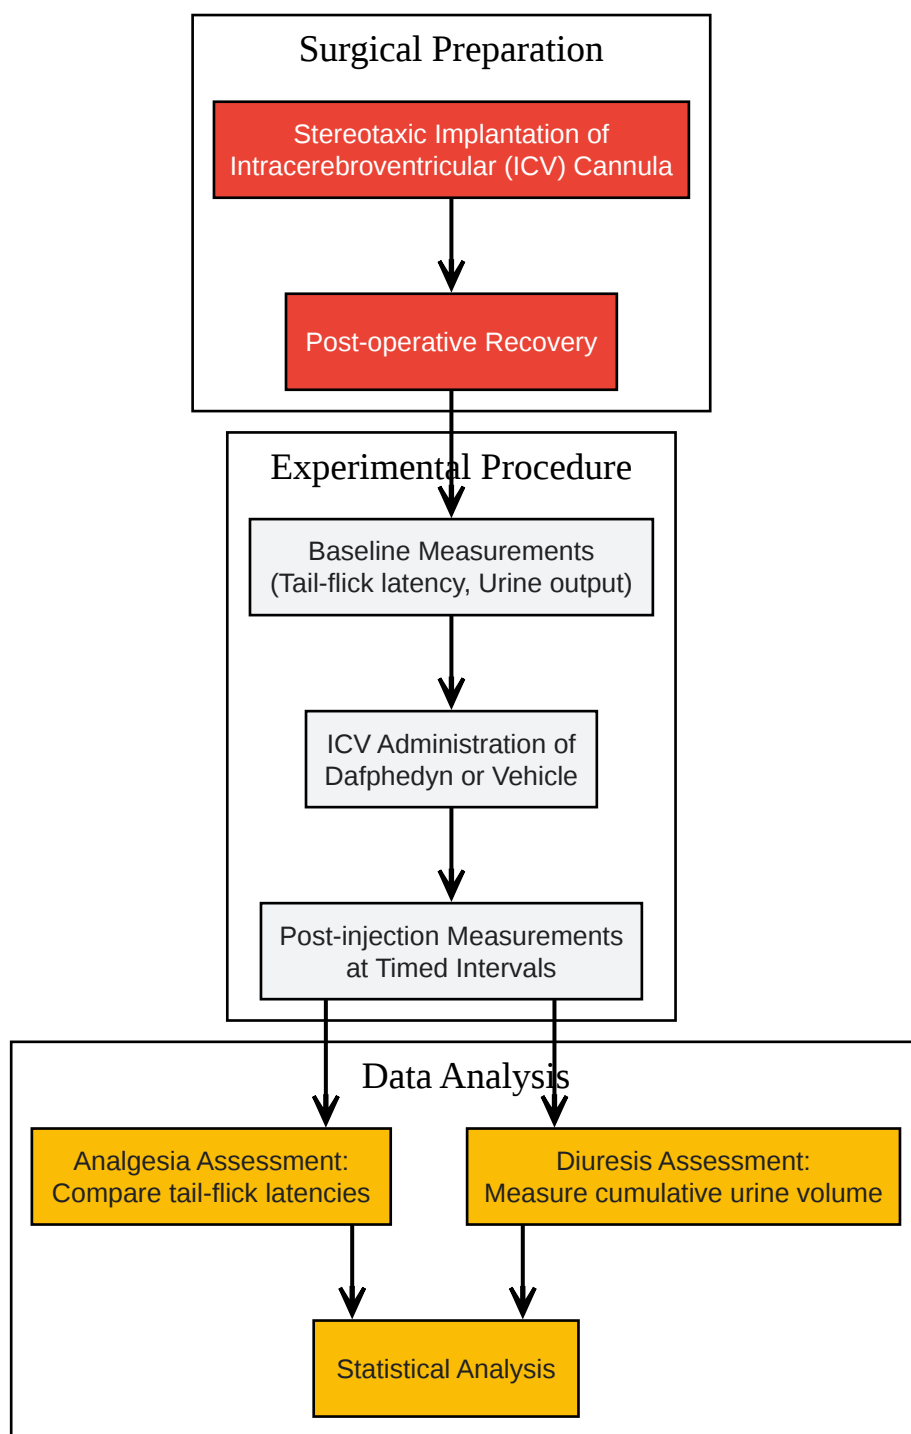 Surgical Preparation
Stereotaxic Implantation of
Intracerebroventricular (ICV) Cannula
Post-operative Recovery
Experimental Procedure
Baseline Measurements
(Tail-flick latency, Urine output)
ICV Administration of
Dafphedyn or Vehicle
Post-injection Measurements
at Timed Intervals
Data Analysis
Analgesia Assessment:
Compare tail-flick latencies
Diuresis Assessment:
Measure cumulative urine volume
Statistical Analysis